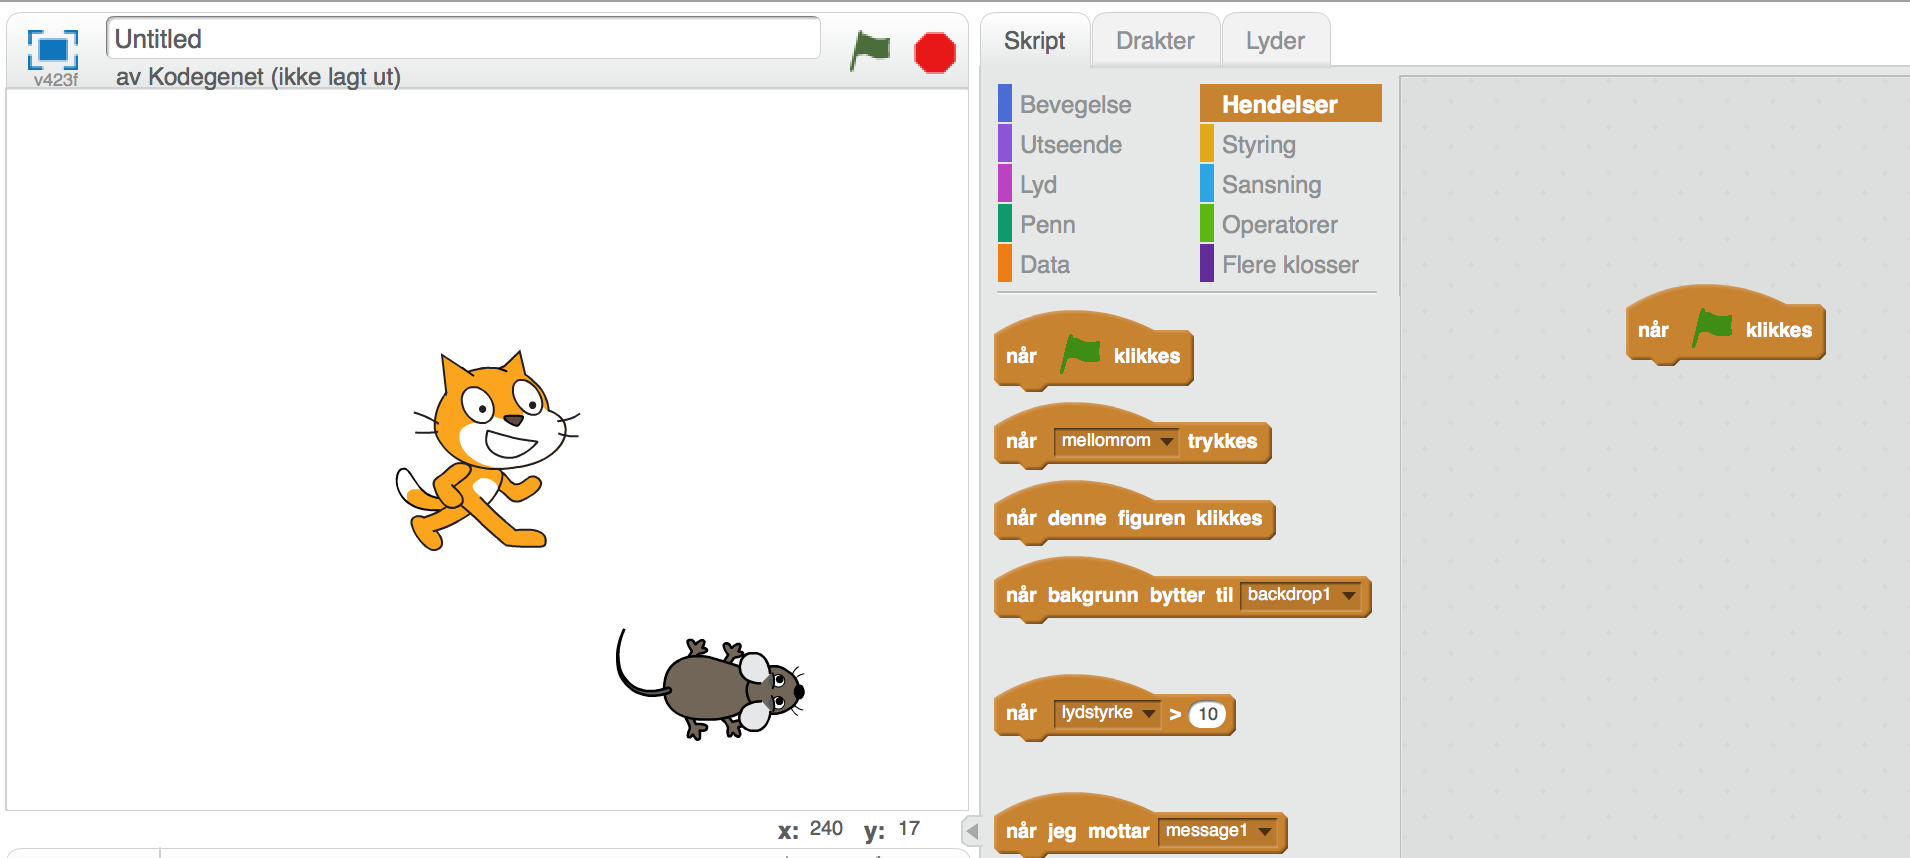 Untitled
v423f
av Kodegenet (ikke lagt ut)
x: 240 y: 17
Skript
Drakter
Lyder
Bevegelse
Utseende
Lyd
Penn
Data
Hendelser
Styring
Sansning
Operatorer
Flere klosser
når klikkes
når mellomrom trykkes
når denne figuren klikkes
når bakgrunn bytter til backdrop1
når lydstyrke > 10
når jeg mottar message1
når klikkes